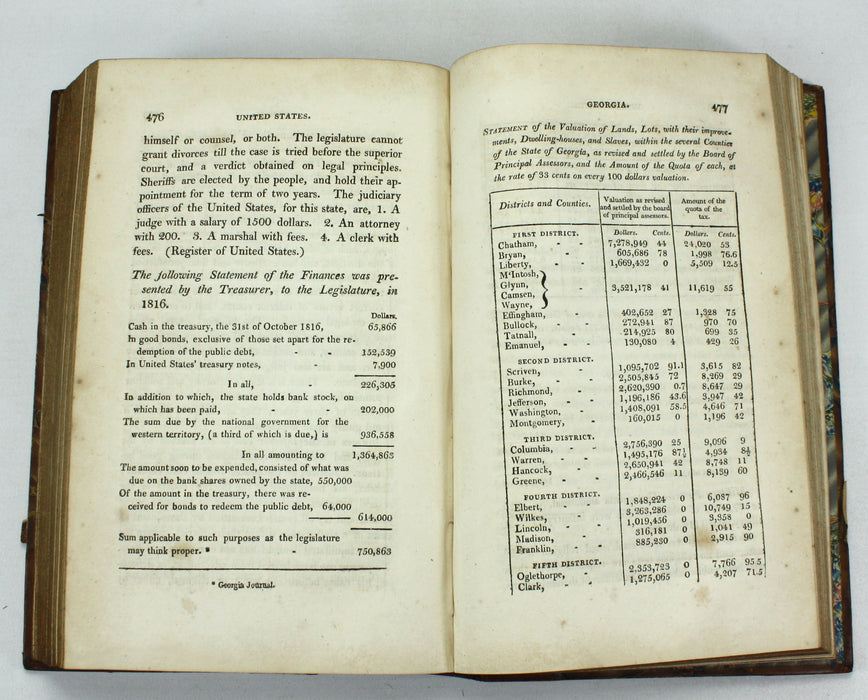 476
UNITED STATES.
himself or counsel, or both. The legislature cannot
grant divorces till the case is tried before the superior
court, and a verdict obtained on legal principles.
Sheriffs are elected by the people, and hold their ap-
pointment for the term of two years. The judiciary
officers of the United States, for this state, are, 1. A
judge with a salary of 1500 dollars. 2. An attorney
with 200. 3. A marshal with fees. 4. A clerk with
fees. (Register of United States.)
The following Statement of the Finances was pre-
sented by the Treasurer, to the Legislature, in
1816.
Dollars.
Cash in the treasury, the 31st of October 1816, 65,866
In good bonds, exclusive of those set apart for the re-
demption of the public debt, - - - 152,539
In United States' treasury notes, - 7,900
In all, - 226,305
In addition to which, the state holds bank stock, on
which has been paid, - - 202,000
The sum due by the national government for the
western territory, (a third of which is due,) is 936,558
In all amounting to 1,364,863
The amount soon to be expended, consisted of what was
due on the bank shares owned by the state, 550,000
Of the amount in the treasury, there was re-
ceived for bonds to redeem the public debt, 64,000
614,000
Sum applicable to such purposes as the legislature
may think proper. * - 750,863
* Georgia Journal.
GEORGIA.
477
STATEMENT of the Valuation of Lands, Lots, with their improve-
ments, Dwelling-houses, and Slaves, within the several Counties
of the State of Georgia, as revised and settled by the Board of
Principal Assessors, and the Amount of the Quota of each, at
the rate of 33 cents on every 100 dollars valuation.
Districts and Counties. Valuation as revised and settled by the board of principal assessors. Amount of the quota of the tax.
FIRST DISTRICT. Dollars. Cents. Dollars. Cents.
Chatham, - - 7,278,949 44 24,020 53
Bryan, - 605,686 78 1,998 76.6
Liberty, - - 1,669,432 0 5,509 12.5
M'Intosh,
Glynn, - 3,521,178 41 11,619 55
Camsen,
Wayne,
Effingham, - 402,652 27 1,328 75
Bullock, - - 272,941 87 970 70
Tatnall, - 214,925 80 699 35
Emanuel, - - 130,080 4 429 26
SECOND DISTRICT.
Scriven, - 1,095,702 91.1 3,615 82
Burke, - - 2,505,845 72 8,269 29
Richmond, - 2,620,390 0.7 8,647 29
Jefferson, - - 1,196,186 43.6 3,947 42
Washington, - 1,408,091 58.5 4,646 71
Montgomery, - 160,015 0 1,196 42
THIRD DISTRICT.
Columbia, - - 2,756,390 25 9,096 9
Warren, - - 1,495,176 87½ 4,934 8½
Hancock, - 2,650,941 42 8,748 11
Greene, - - 2,466,546 11 8,139 60
FOURTH DISTRICT.
Elbert, - - 1,848,224 0 6,087 96
Wilkes, - 3,263,286 0 10,749 15
Lincoln, - - 1,019,456 0 3,358 0
Madison, - 316,181 0 1,041 49
Franklin, - - 885,230 0 2,915 90
FIFTH DISTRICT.
Oglethorpe, - 2,353,723 0 7,766 95.5
Clark, - - 1,275,065 0 4,207 71.5